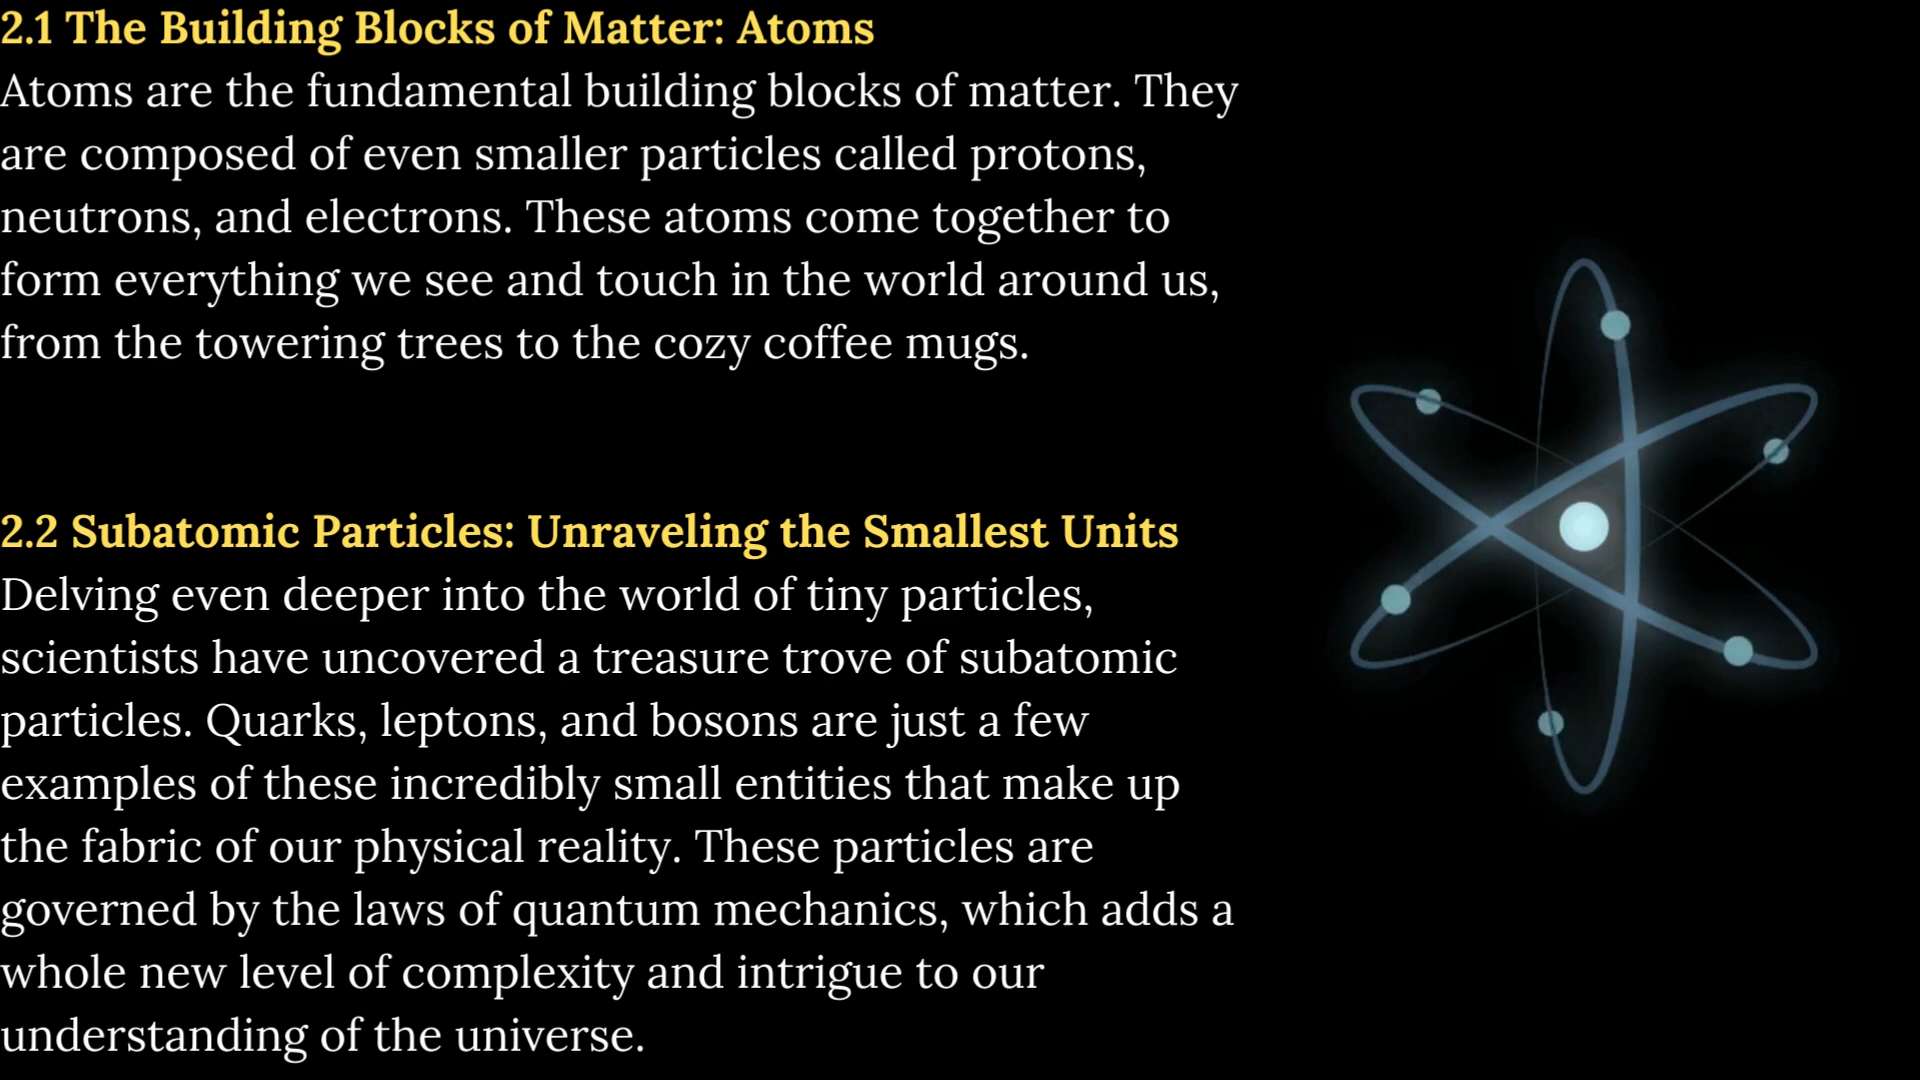 2.1 The Building Blocks of Matter: Atoms
Atoms are the fundamental building blocks of matter. They
are composed of even smaller particles called protons,
neutrons, and electrons. These atoms come together to
form everything we see and touch in the world around us,
from the towering trees to the cozy coffee mugs.
2.2 Subatomic Particles: Unraveling the Smallest Units
Delving even deeper into the world of tiny particles,
scientists have uncovered a treasure trove of subatomic
particles. Quarks, leptons, and bosons are just a few
examples of these incredibly small entities that make up
the fabric of our physical reality. These particles are
governed by the laws of quantum mechanics, which adds a
whole new level of complexity and intrigue to our
understanding of the universe.